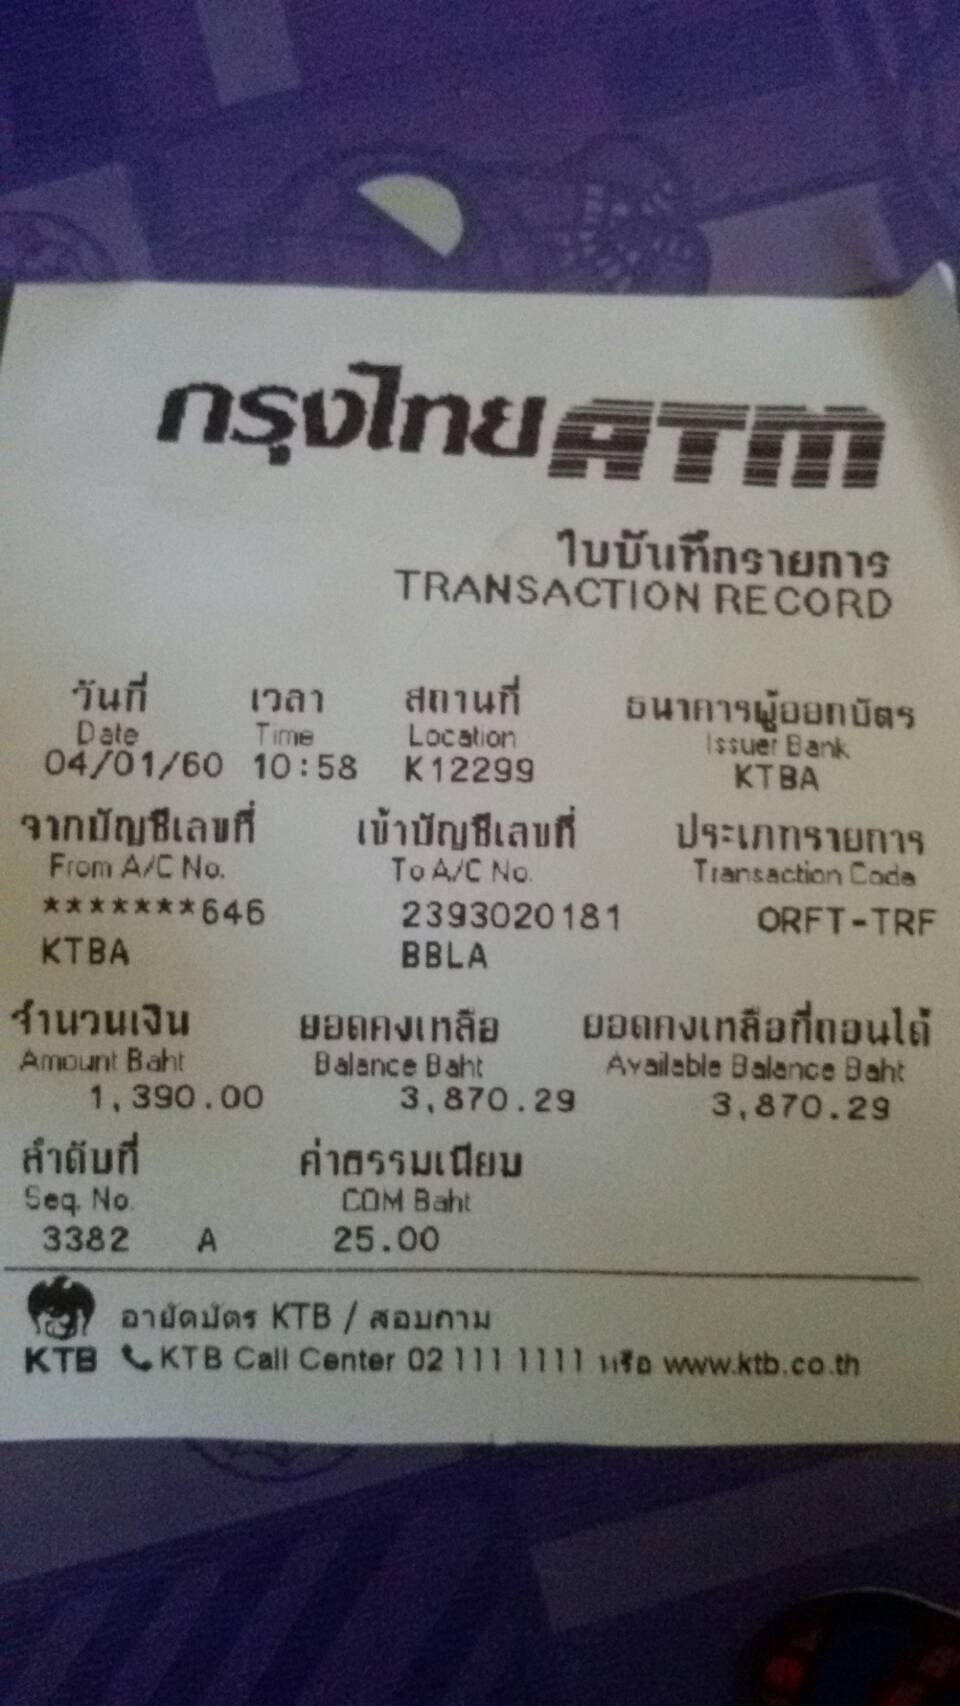 กรุงไทย ATM
ใบบันทึกรายการ
TRANSACTION RECORD
วันที่ เวลา สถานที่ ธนาคารผู้ออกบัตร
Date Time Location Issuer Bank
04/01/60 10:58 K12299 KTBA
จากบัญชีเลขที่ เข้าบัญชีเลขที่ ประเภทรายการ
From A/C No. To A/C No. Transaction Code
*******646 2393020181 ORFT-TRF
KTBA BBLA
จำนวนเงิน ยอดคงเหลือ ยอดคงเหลือที่ถอนได้
Amount Baht Balance Baht Available Balance Baht
1,390.00 3,870.29 3,870.29
ลำดับที่ ค่าธรรมเนียม
Seq. No. COM Baht
3382 A 25.00
อายัดบัตร KTB / สอบถาม
KTB KTB Call Center 02 111 1111 หรือ www.ktb.co.th